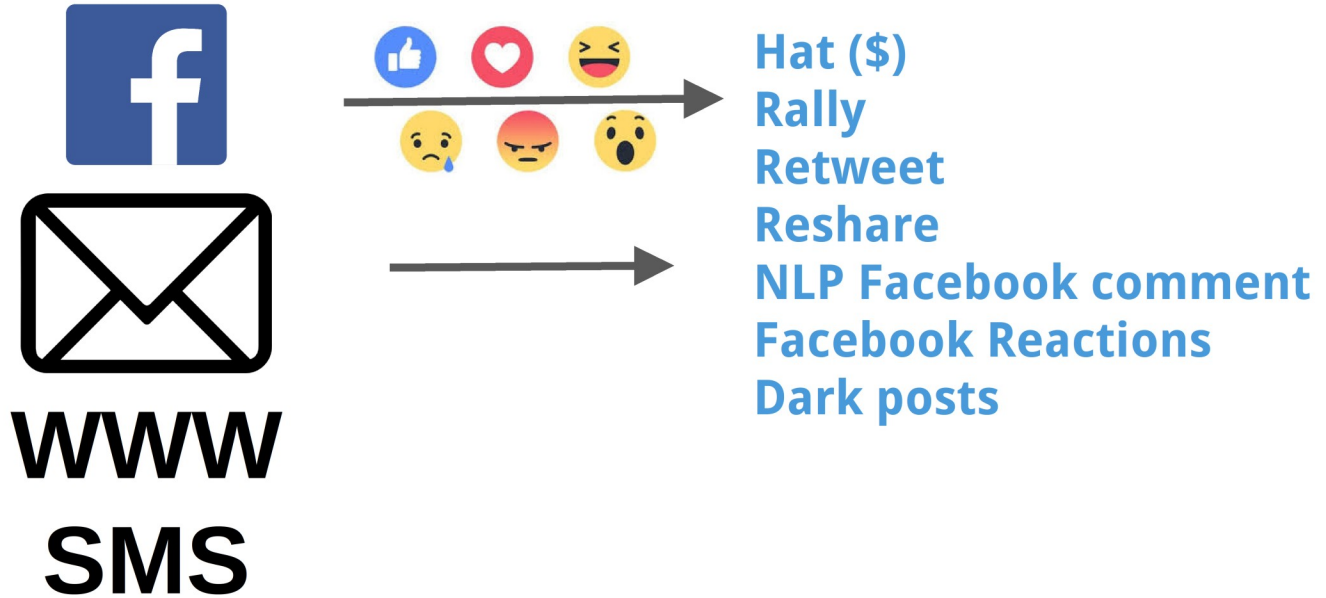 WWW
SMS
Hat ($)
Rally
Retweet
Reshare
NLP Facebook comment
Facebook Reactions
Dark posts